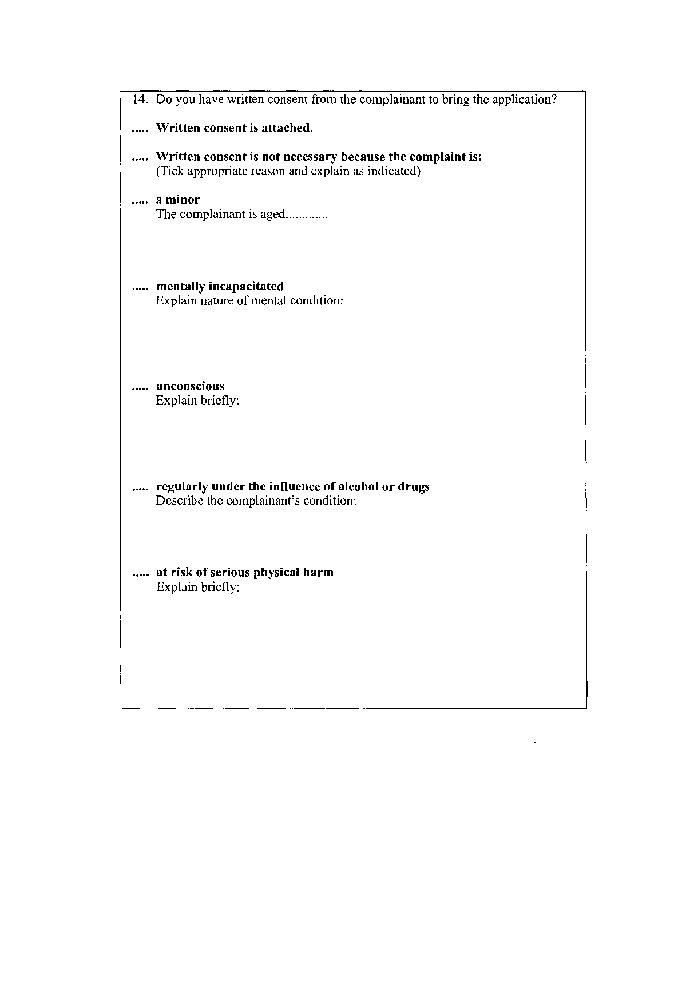 14. Do you have written consent from the complainant to bring the application?
..... Written consent is attached.
..... Written consent is not necessary because the complaint is:
(Tick appropriate reason and explain as indicated)
..... a minor
The complainant is aged.............
..... mentally incapacitated
Explain nature of mental condition:
..... unconscious
Explain briefly:
..... regularly under the influence of alcohol or drugs
Describe the complainant's condition:
..... at risk of serious physical harm
Explain briefly: